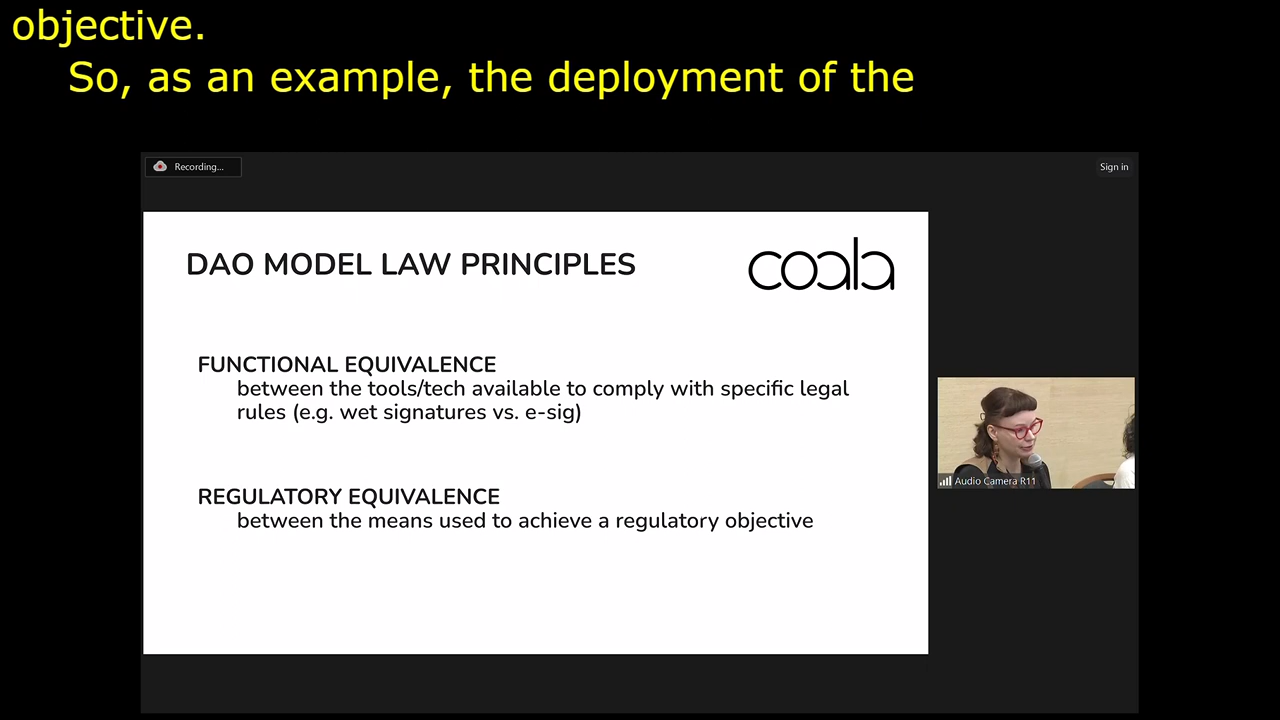 objective.
So, as an example, the deployment of the
Recording...
Sign in
DAO MODEL LAW PRINCIPLES
coala
FUNCTIONAL EQUIVALENCE
between the tools/tech available to comply with specific legal
rules (e.g. wet signatures vs. e-sig)
REGULATORY EQUIVALENCE
between the means used to achieve a regulatory objective
Audio Camera R11